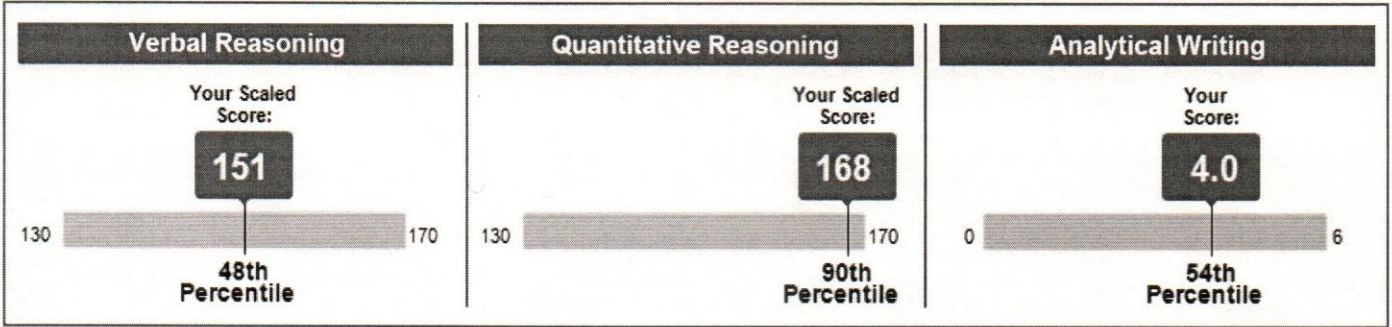 Verbal Reasoning
Your Scaled
Score:
151
130
170
48th
Percentile
Quantitative Reasoning
Your Scaled
Score:
168
130
170
90th
Percentile
Analytical Writing
Your
Score:
4.0
0
6
54th
Percentile